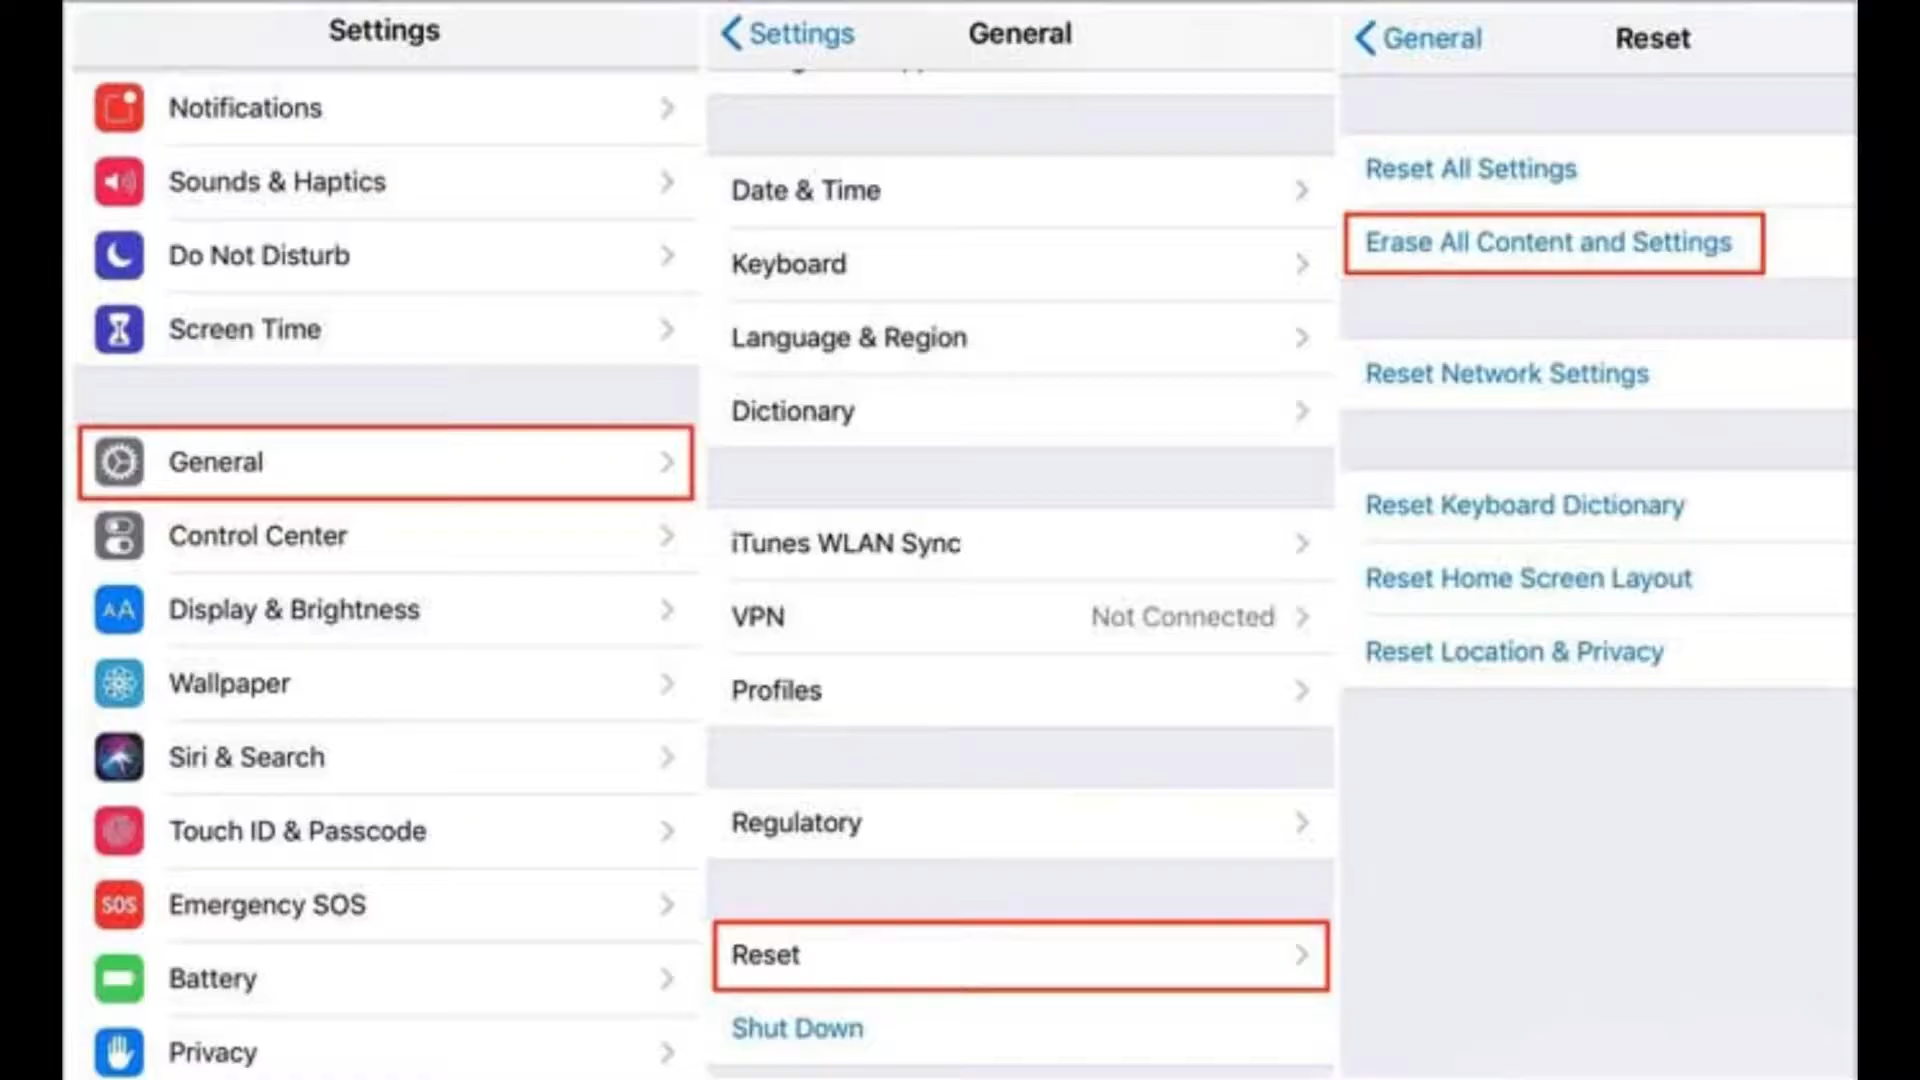 Settings
Notifications
Sounds & Haptics
Do Not Disturb
Screen Time
General
Control Center
AA
Display & Brightness
Wallpaper
Siri & Search
Touch ID & Passcode
SOS
Emergency SOS
Battery
Privacy
Settings
General
Date & Time
Keyboard
Language & Region
Dictionary
iTunes WLAN Sync
VPN Not Connected
Profiles
Regulatory
Reset
Shut Down
General
Reset
Reset All Settings
Erase All Content and Settings
Reset Network Settings
Reset Keyboard Dictionary
Reset Home Screen Layout
Reset Location & Privacy